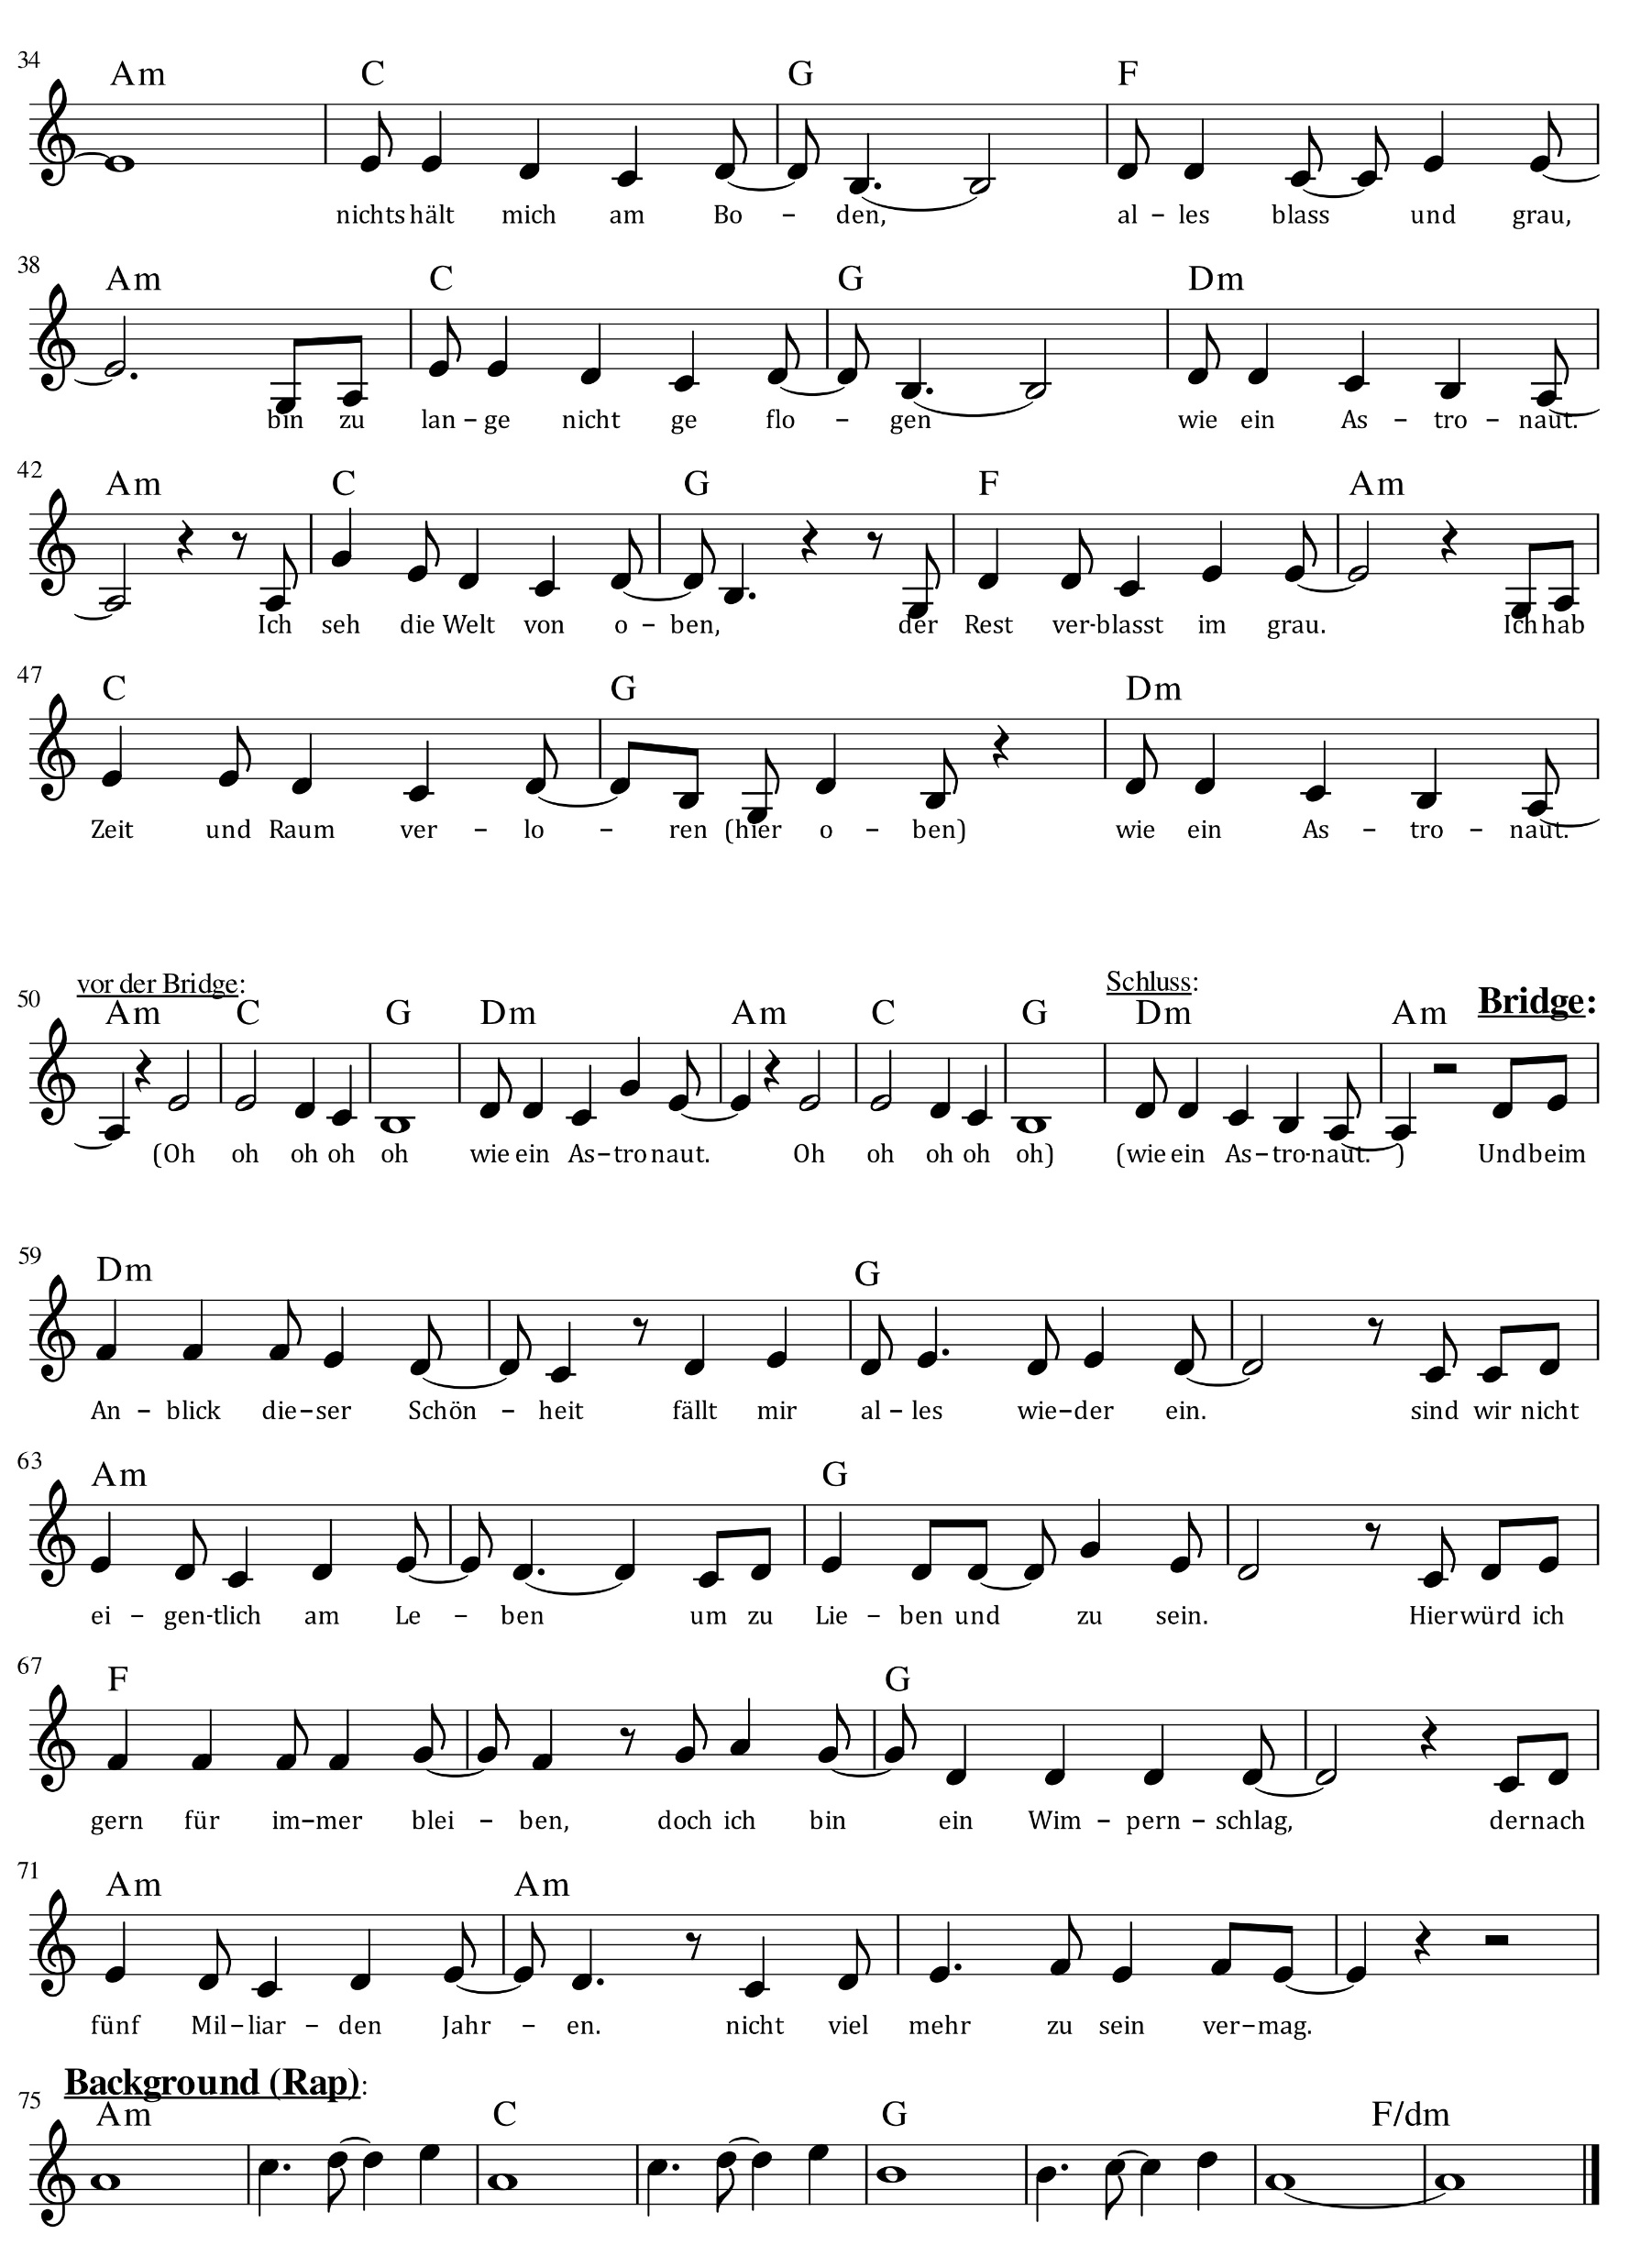 34
Am C G F
nichts hält mich am Bo – den, al – les blass und grau,
38
Am C G Dm
bin zu lan – ge nicht ge flo – gen wie ein As – tro – naut.
42
Am C G F Am
Ich seh die Welt von o – ben, der Rest ver-blasst im grau. Ich hab
47
C G Dm
Zeit und Raum ver – lo – ren (hier o – ben) wie ein As – tro – naut.
vor der Bridge: Schluss: Bridge:
50
Am C G Dm Am C G Dm Am
(Oh oh oh oh oh wie ein As – tro naut. Oh oh oh oh oh) (wie ein As – tro-naut. ) Und beim
59
Dm G
An – blick die – ser Schön – heit fällt mir al – les wie – der ein. sind wir nicht
63
Am G
ei – gen-tlich am Le – ben um zu Lie – ben und zu sein. Hier würd ich
67
F G
gern für im – mer blei – ben, doch ich bin ein Wim – pern – schlag, der nach
71
Am Am
fünf Mil – liar – den Jahr – en. nicht viel mehr zu sein ver – mag.
Background (Rap):
75
Am C G F/dm